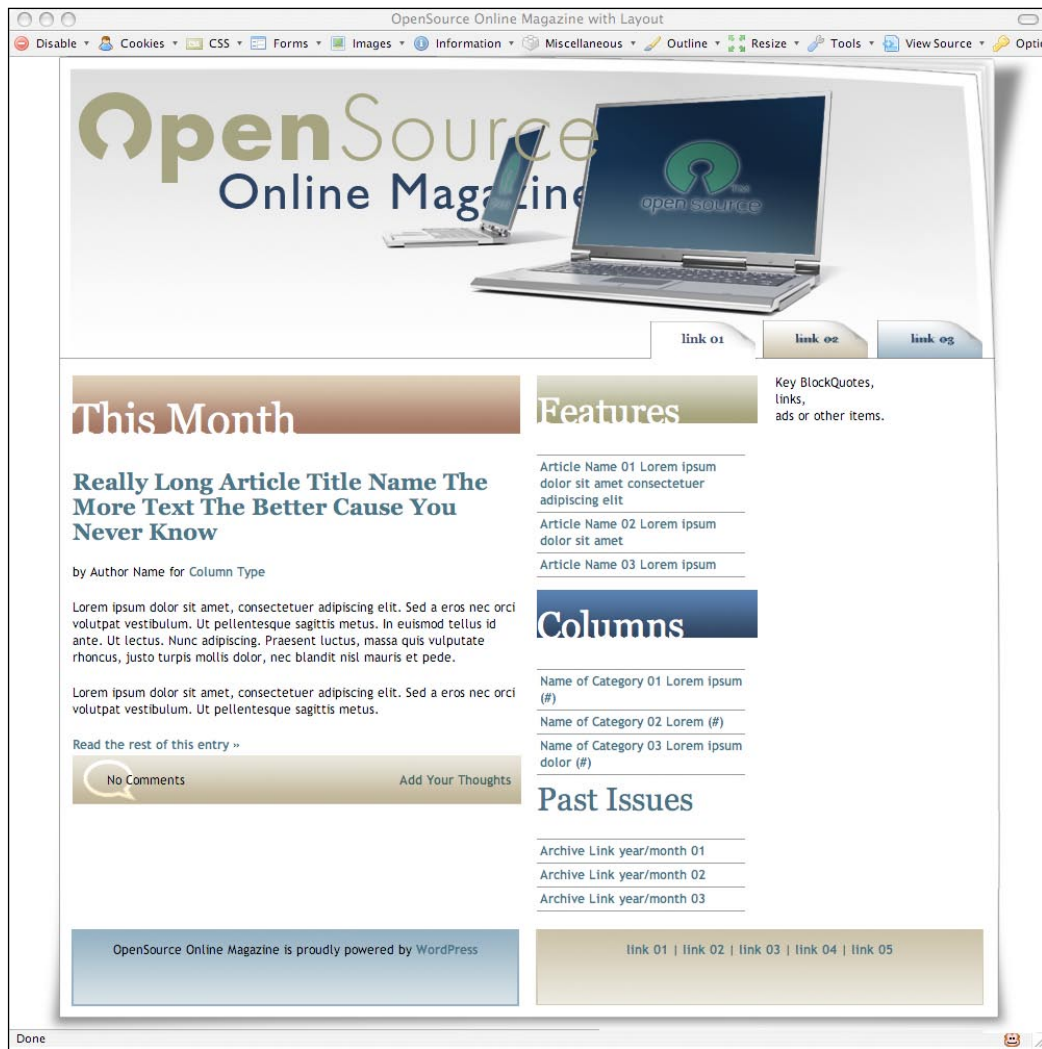 OpenSource Online Magazine with Layout
Disable Cookies CSS Forms Images Information Miscellaneous Outline Resize Tools View Source
OpenSource
Online Magazine
open source
TM
link 01 link 02 link 03
This Month
Really Long Article Title Name The
More Text The Better Cause You
Never Know
by Author Name for Column Type
Lorem ipsum dolor sit amet, consectetuer adipiscing elit. Sed a eros nec orci
volutpat vestibulum. Ut pellentesque sagittis metus. In euismod tellus id
ante. Ut lectus. Nunc adipiscing. Praesent luctus, massa quis vulputate
rhoncus, justo turpis mollis dolor, nec blandit nisl mauris et pede.
Lorem ipsum dolor sit amet, consectetuer adipiscing elit. Sed a eros nec orci
volutpat vestibulum. Ut pellentesque sagittis metus.
Read the rest of this entry »
No Comments Add Your Thoughts
Features
Article Name 01 Lorem ipsum
dolor sit amet consectetuer
adipiscing elit
Article Name 02 Lorem ipsum
dolor sit amet
Article Name 03 Lorem ipsum
Columns
Name of Category 01 Lorem ipsum
(#)
Name of Category 02 Lorem (#)
Name of Category 03 Lorem ipsum
dolor (#)
Past Issues
Archive Link year/month 01
Archive Link year/month 02
Archive Link year/month 03
Key BlockQuotes,
links,
ads or other items.
OpenSource Online Magazine is proudly powered by WordPress
link 01 | link 02 | link 03 | link 04 | link 05
Done